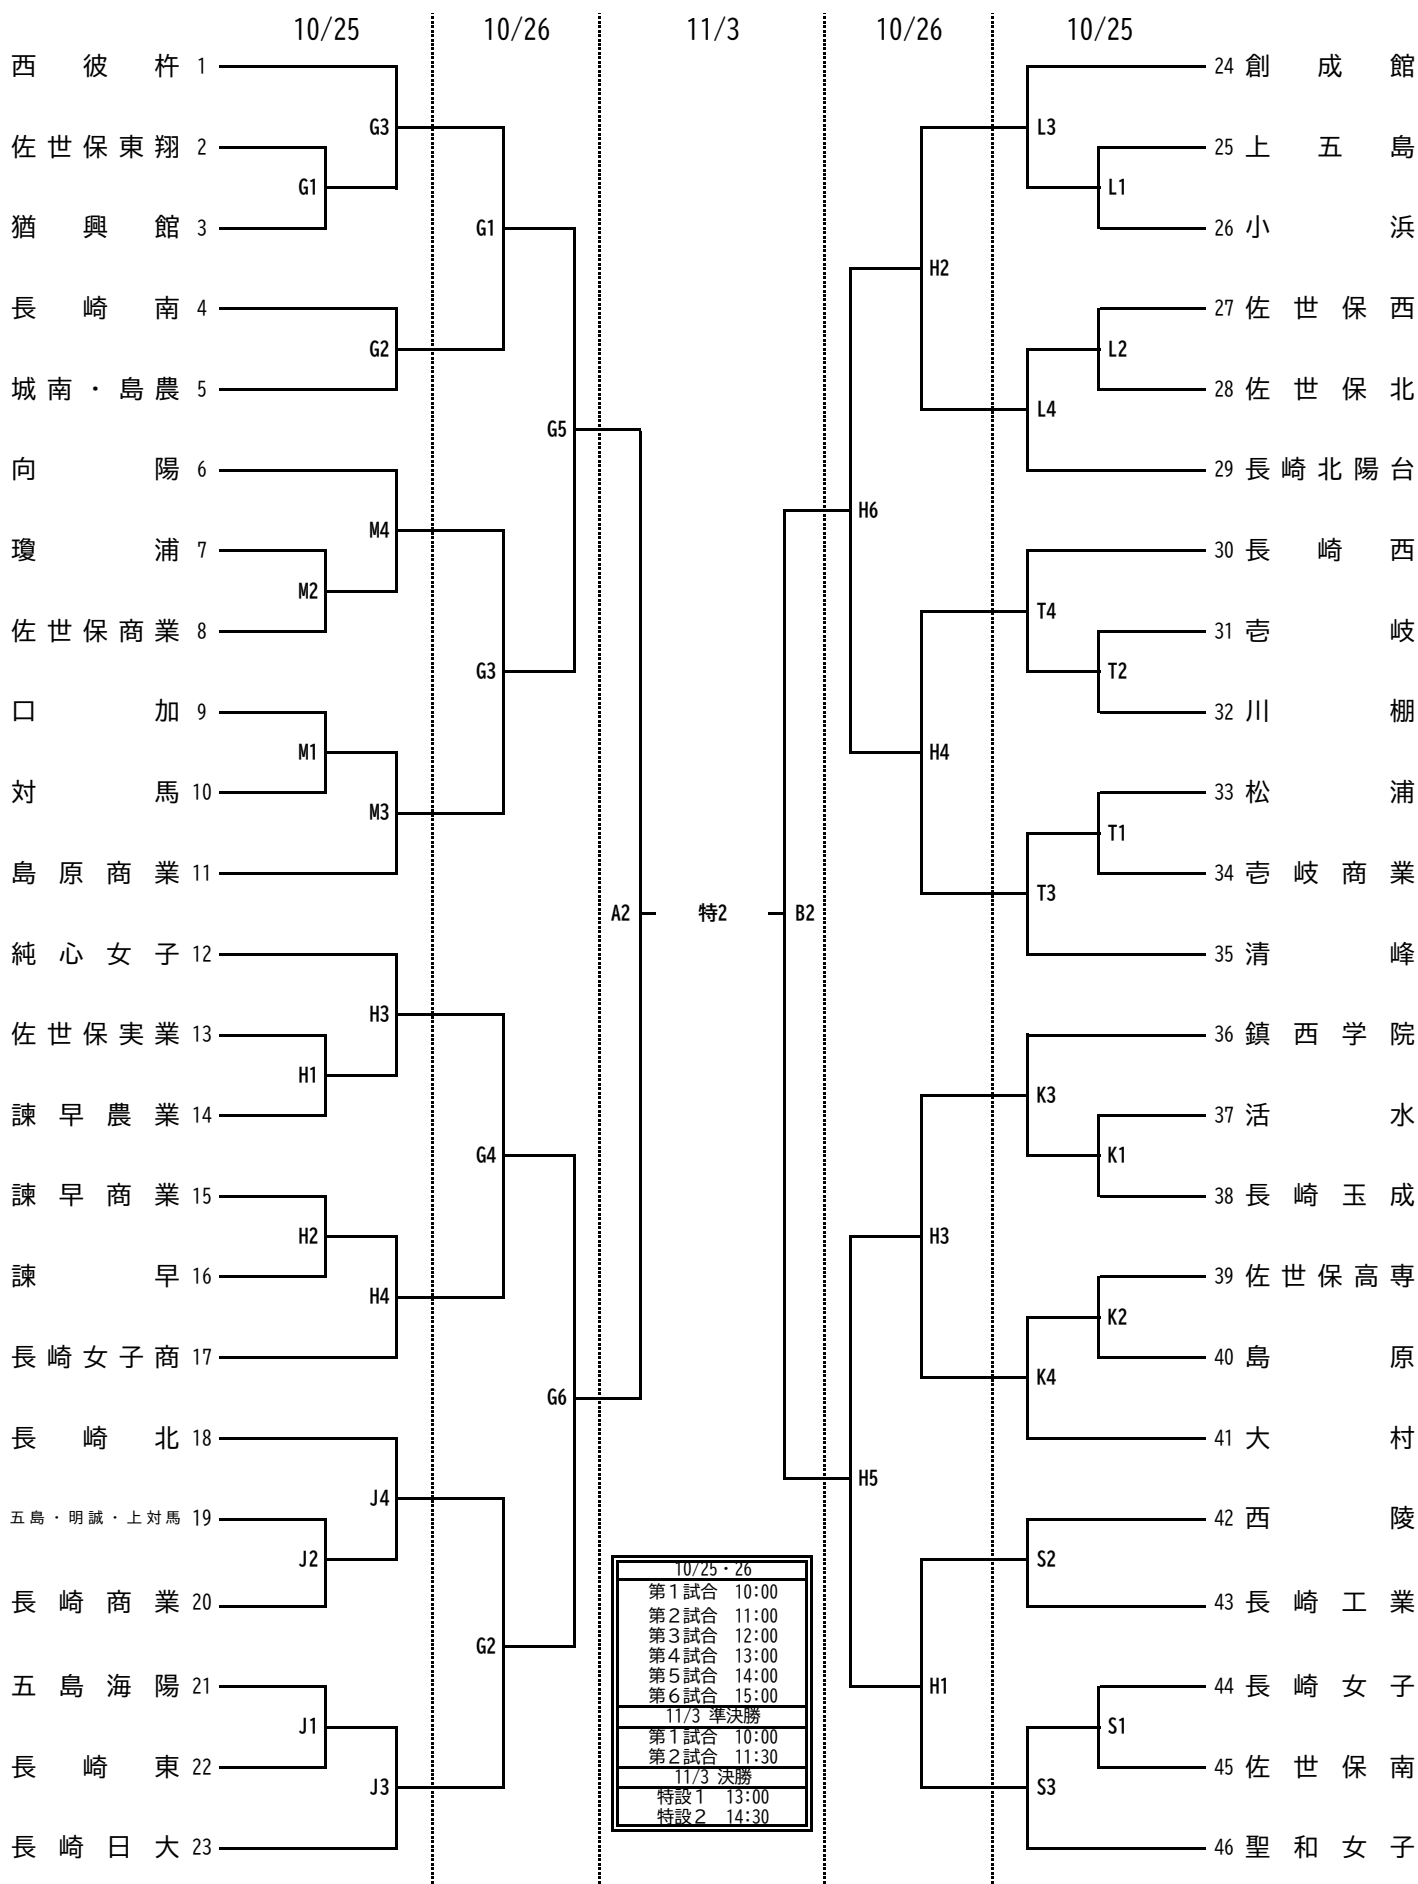 10/25 10/26 11/3 10/26 10/25
西彼杵 1
G3
佐世保東翔 2
G1
猶興館 3
G1
長崎南 4
G2
城南・島農 5
G5
向陽 6
M4
瓊浦 7
M2
佐世保商業 8
G3
口加 9
M1
対馬 10
M3
島原商業 11
A2 特2 B2
純心女子 12
H3
佐世保実業 13
H1
諫早農業 14
G4
諫早商業 15
H2
諫早 16
H4
長崎女子商 17
G6
長崎北 18
J4
五島・明誠・上対馬 19
J2
長崎商業 20
G2
五島海陽 21
J1
長崎東 22
J3
長崎日大 23
24 創成館
L3
25 上五島
L1
26 小浜
H2
27 佐世保西
L2
28 佐世保北
L4
29 長崎北陽台
H6
30 長崎西
T4
31 壱岐
T2
32 川棚
H4
33 松浦
T1
34 壱岐商業
T3
35 清峰
36 鎮西学院
K3
37 活水
K1
38 長崎玉成
H3
39 佐世保高専
K2
40 島原
K4
41 大村
H5
42 西陵
S2
43 長崎工業
44 長崎女子
H1
S1
45 佐世保南
S3
46 聖和女子
10/25・26
第1試合 10:00
第2試合 11:00
第3試合 12:00
第4試合 13:00
第5試合 14:00
第6試合 15:00
11/3 準決勝
第1試合 10:00
第2試合 11:30
11/3 決勝
特設1 13:00
特設2 14:30